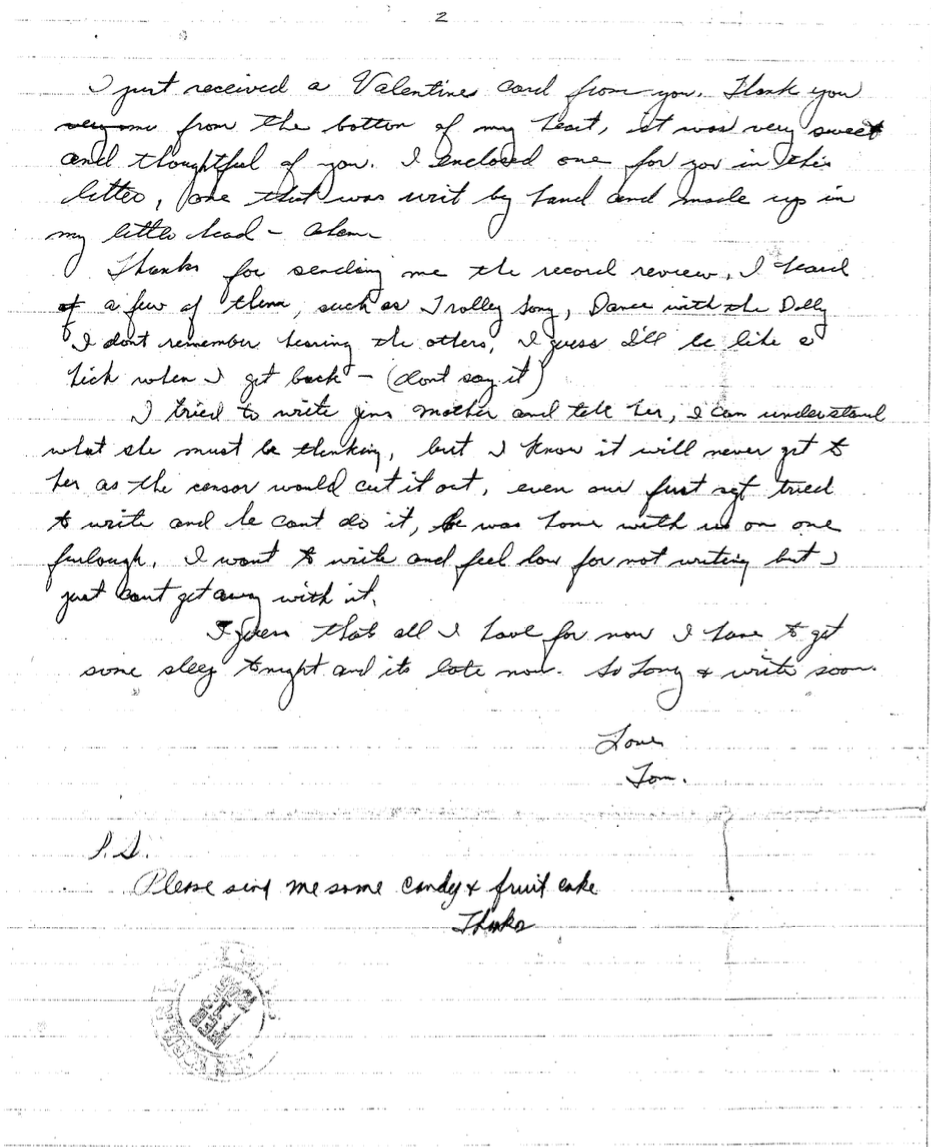 2
I just received a Valentines card from you. Thank you
from the bottom of my heart, it was very sweet
and thoughtful of you. I enclosed one for you in this
letter, one that was writ by hand and made up in
my little head - ahem -
Thanks for sending me the record review, I heard
of a few of them, such as Trolley Song, Dance with the Dolly
I dont remember hearing the others, I guess I'll be like a
hick when I get back - (dont say it)
I tried to write Jims mother and tell her, I can understand
what she must be thinking, but I know it will never get to
her as the censor would cut it out, even our first sgt tried
to write and he cant do it, he was home with us on one
furlough. I want to write and feel low for not writing but I
just cant get away with it.
I guess thats all I have for now I have to get
some sleep tonight and its late now. So Long & write soon.
Love
Tom.
P.S.
Please send me some candy & fruit cake
Thanks